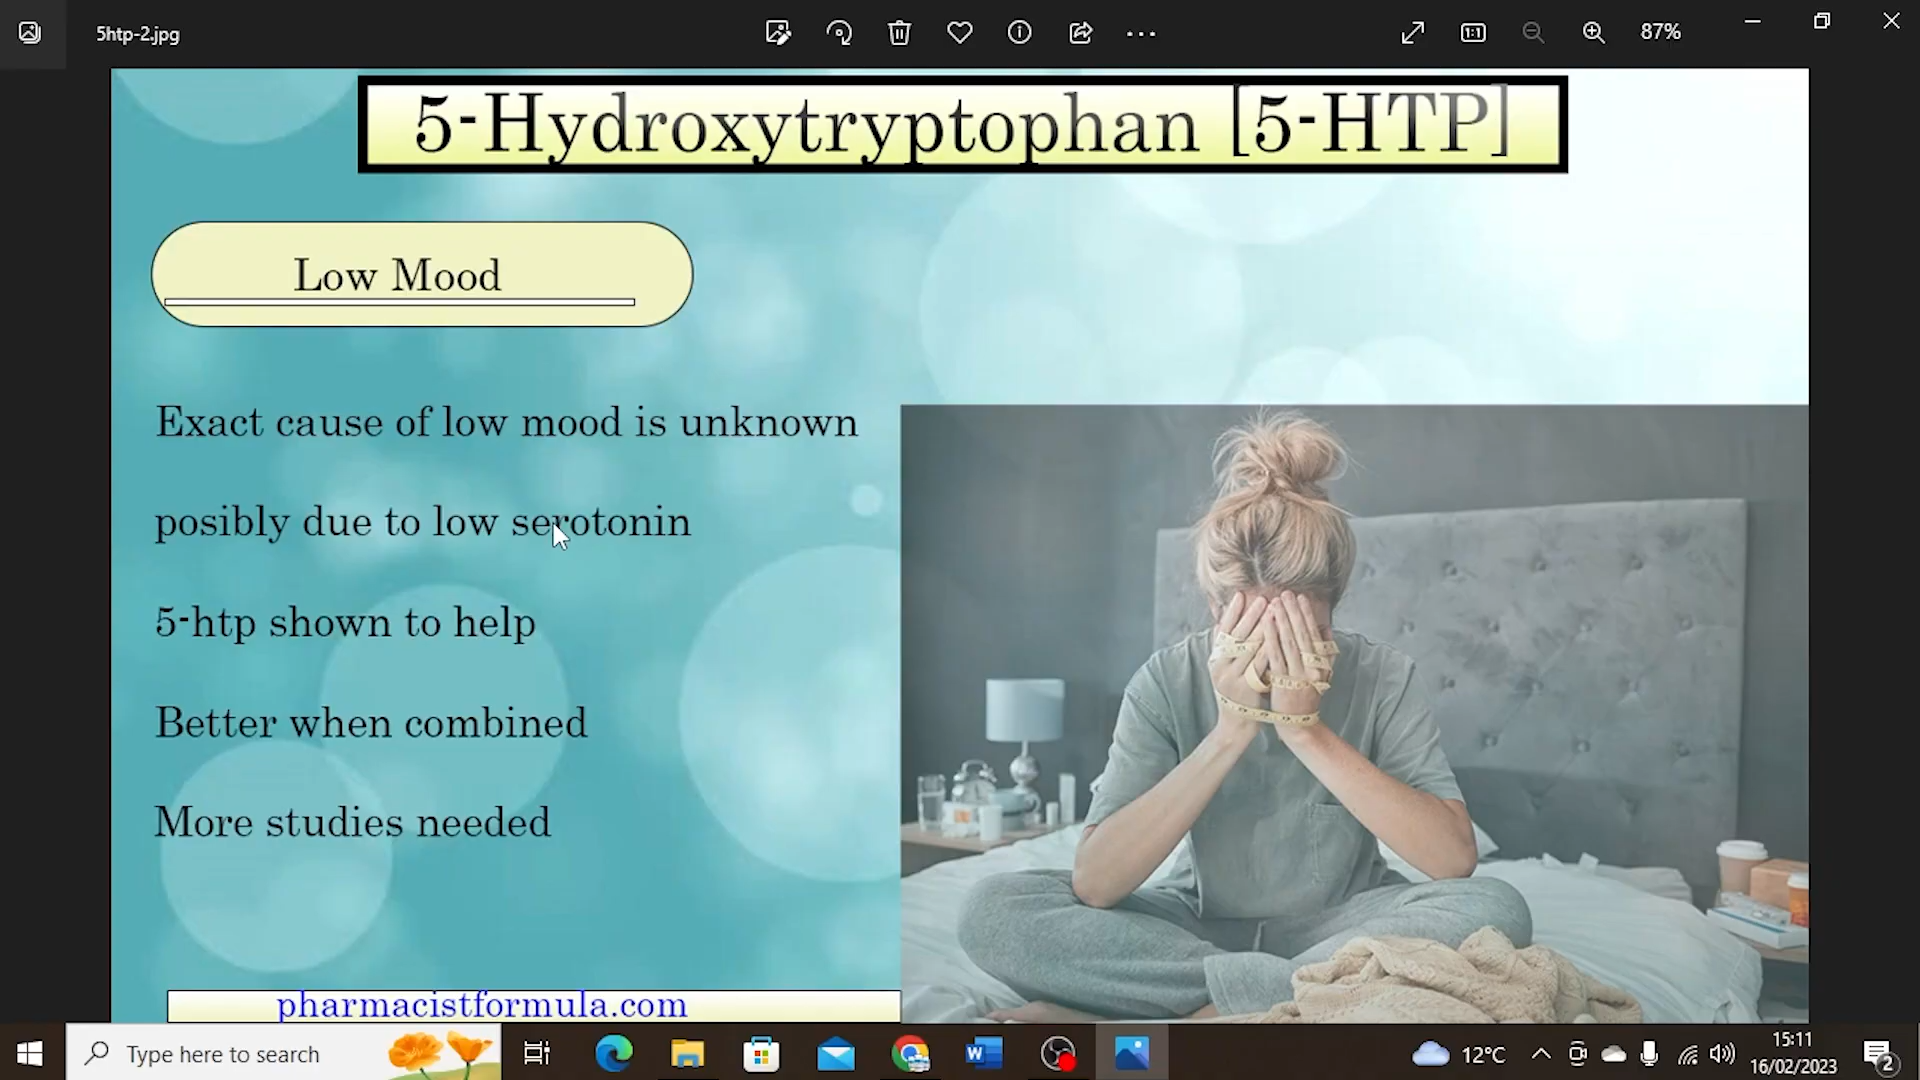 5htp-2.jpg
87%
5-Hydroxytryptophan [5-HTP]
Low Mood
Exact cause of low mood is unknown
posibly due to low serotonin
5-htp shown to help
Better when combined
More studies needed
pharmacistformula.com
Type here to search
12°C
15:11
16/02/2023
2